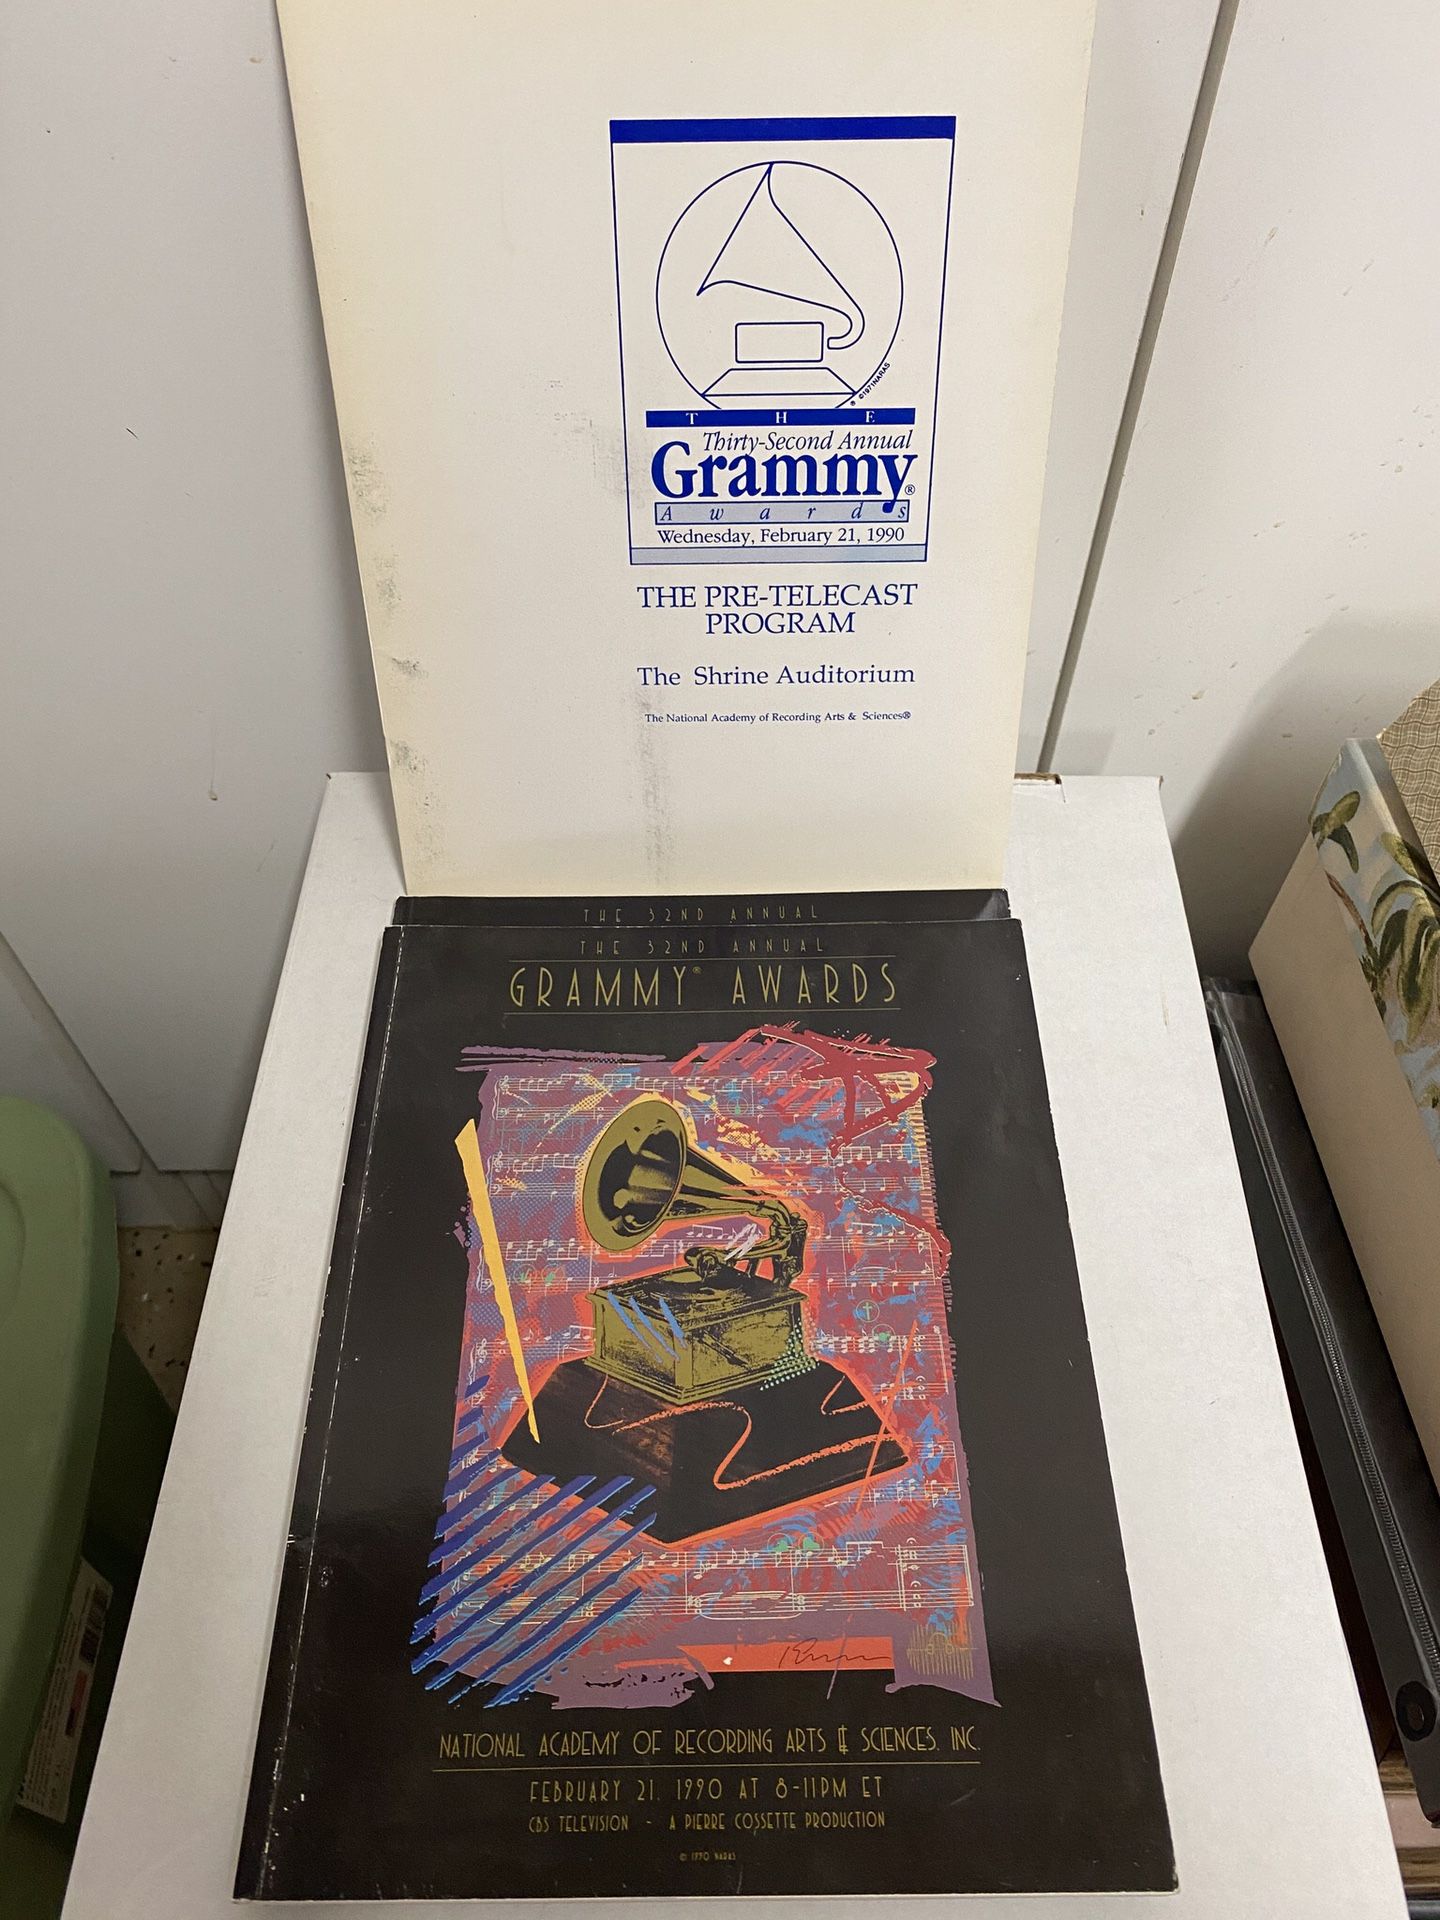 ©1971NARAS
®
THE
Thirty-Second Annual
Grammy®
Awards
Wednesday, February 21, 1990
THE PRE-TELECAST
PROGRAM
The Shrine Auditorium
The National Academy of Recording Arts & Sciences®
THE 32ND ANNUAL
THE 32ND ANNUAL
GRAMMY® AWARDS
NATIONAL ACADEMY OF RECORDING ARTS & SCIENCES, INC.
FEBRUARY 21, 1990 AT 8-11PM ET
CBS TELEVISION - A PIERRE COSSETTE PRODUCTION
© 1990 NARAS